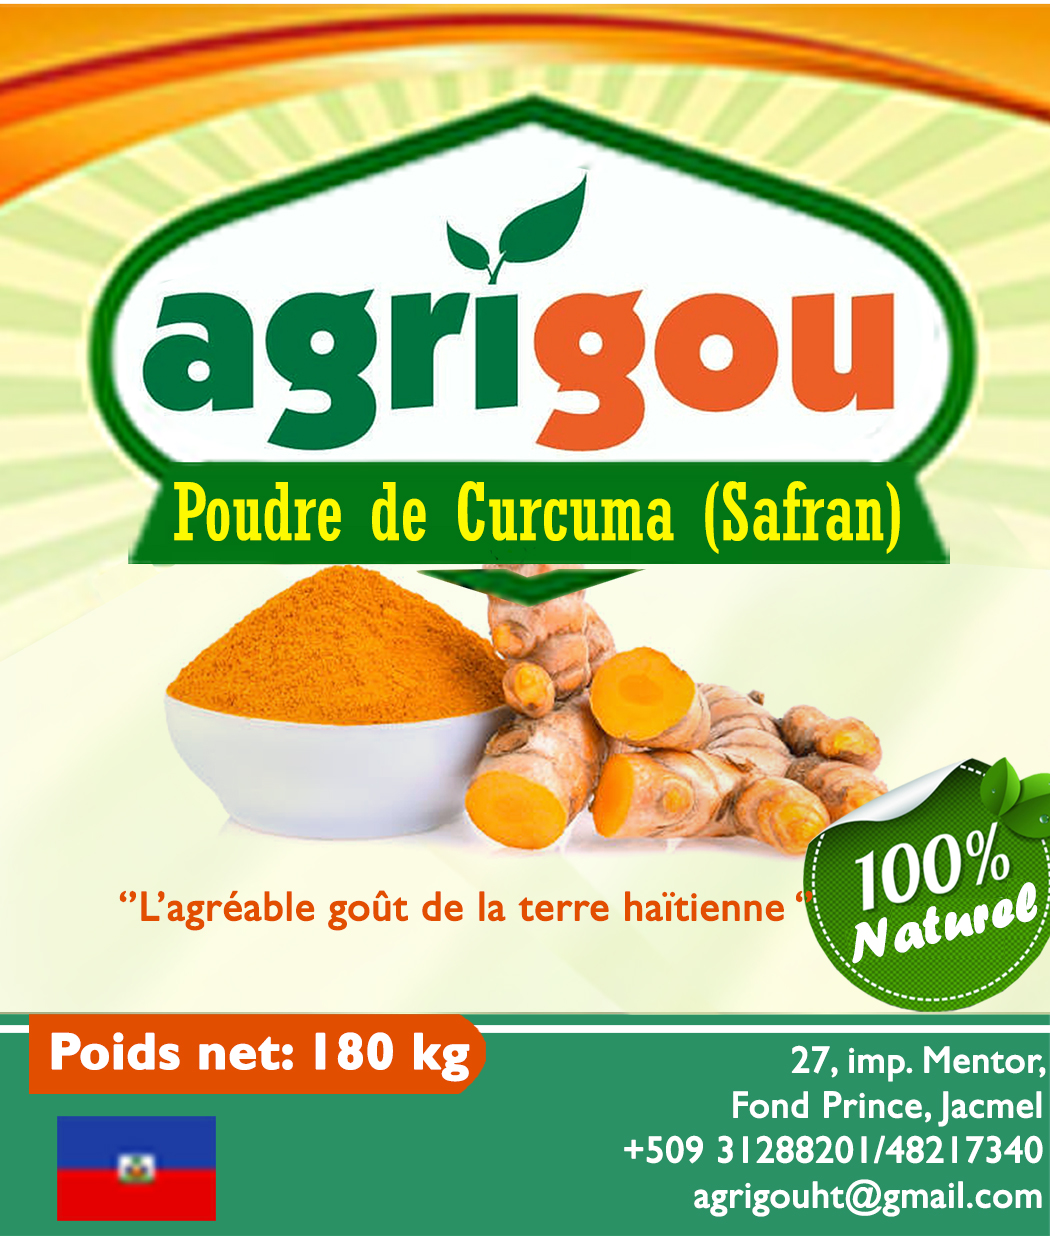 agrigou
Poudre de Curcuma (Safran)
‘’L’agréable goût de la terre haïtienne ‘’
100%
Naturel
Poids net: 180 kg
27, imp. Mentor,
Fond Prince, Jacmel
+509 31288201/48217340
agrigouht@gmail.com